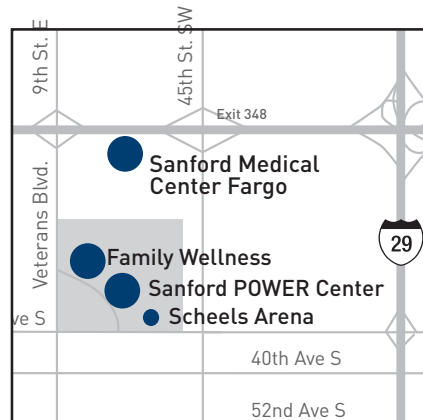 9th St. E
45th St. SW
Exit 348
Sanford Medical
Center Fargo
Veterans Blvd.
29
Family Wellness
Sanford POWER Center
Scheels Arena
ve S
40th Ave S
52nd Ave S